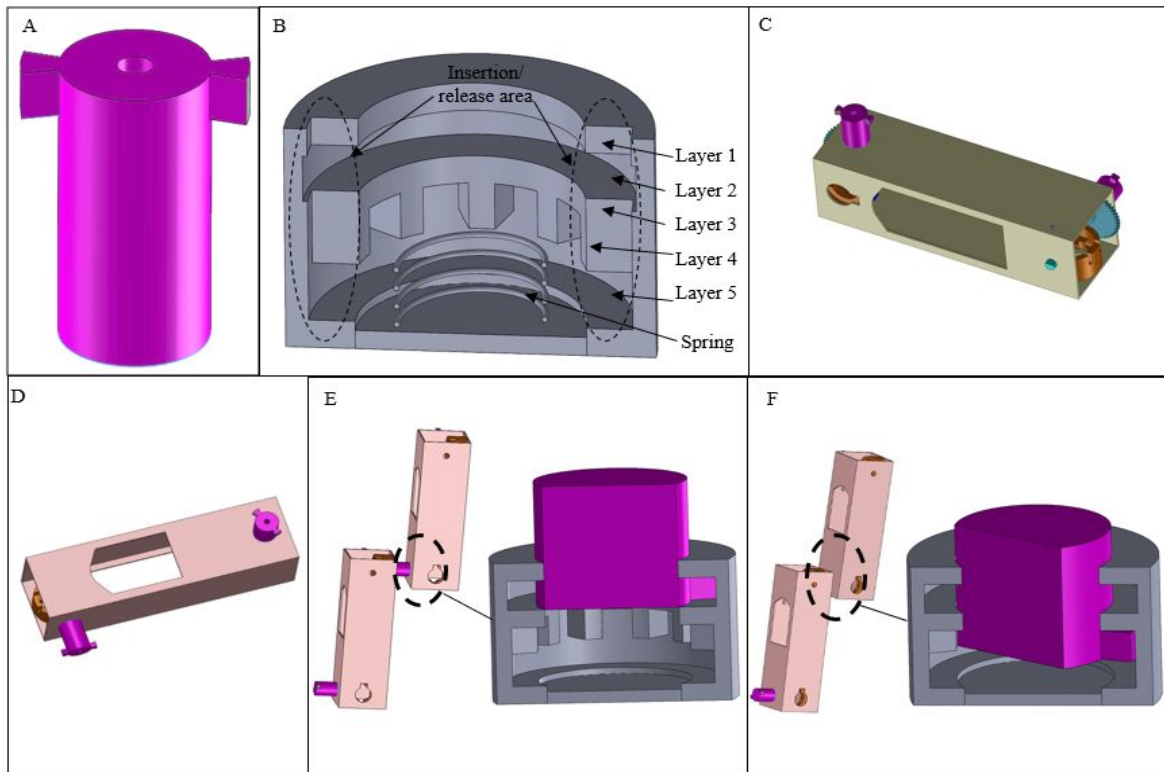 A
B
Insertion/
release area
Layer 1
Layer 2
Layer 3
Layer 4
Layer 5
Spring
C
D
E
F